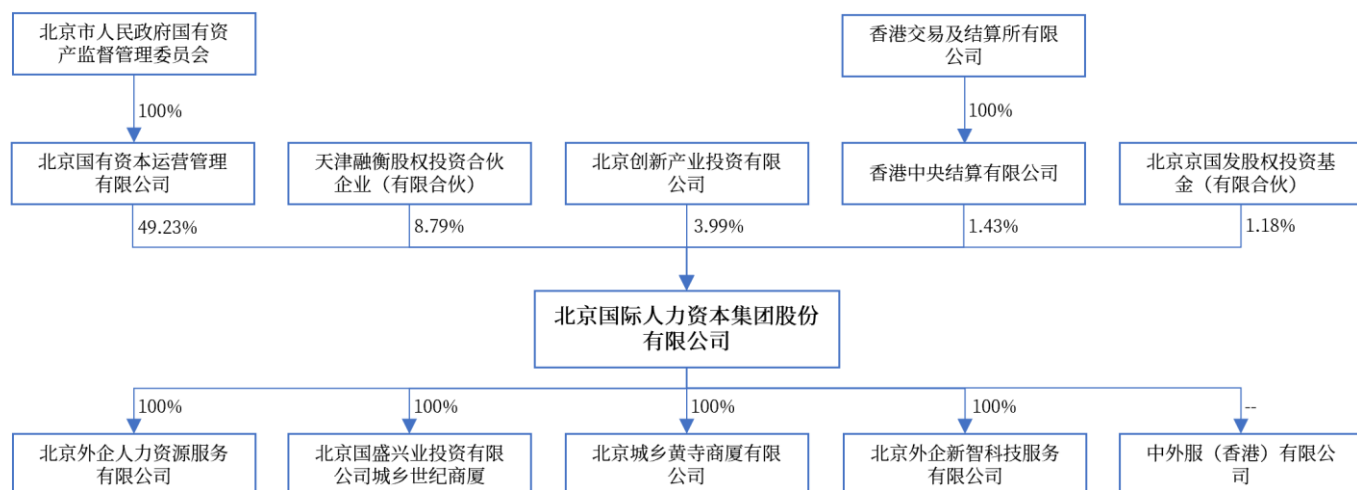 北京市人民政府国有资
产监督管理委员会
香港交易及结算所有限
公司
100%
100%
北京国有资本运营管理
有限公司
天津融衡股权投资合伙
企业（有限合伙）
北京创新产业投资有限
公司
香港中央结算有限公司
北京京国发股权投资基
金（有限合伙）
49.23%
8.79%
3.99%
1.43%
1.18%
北京国际人力资本集团股份
有限公司
100%
100%
100%
100%
--
北京外企人力资源服务
有限公司
北京国盛兴业投资有限
公司城乡世纪商厦
北京城乡黄寺商厦有限
公司
北京外企新智科技服务
有限公司
中外服（香港）有限公
司